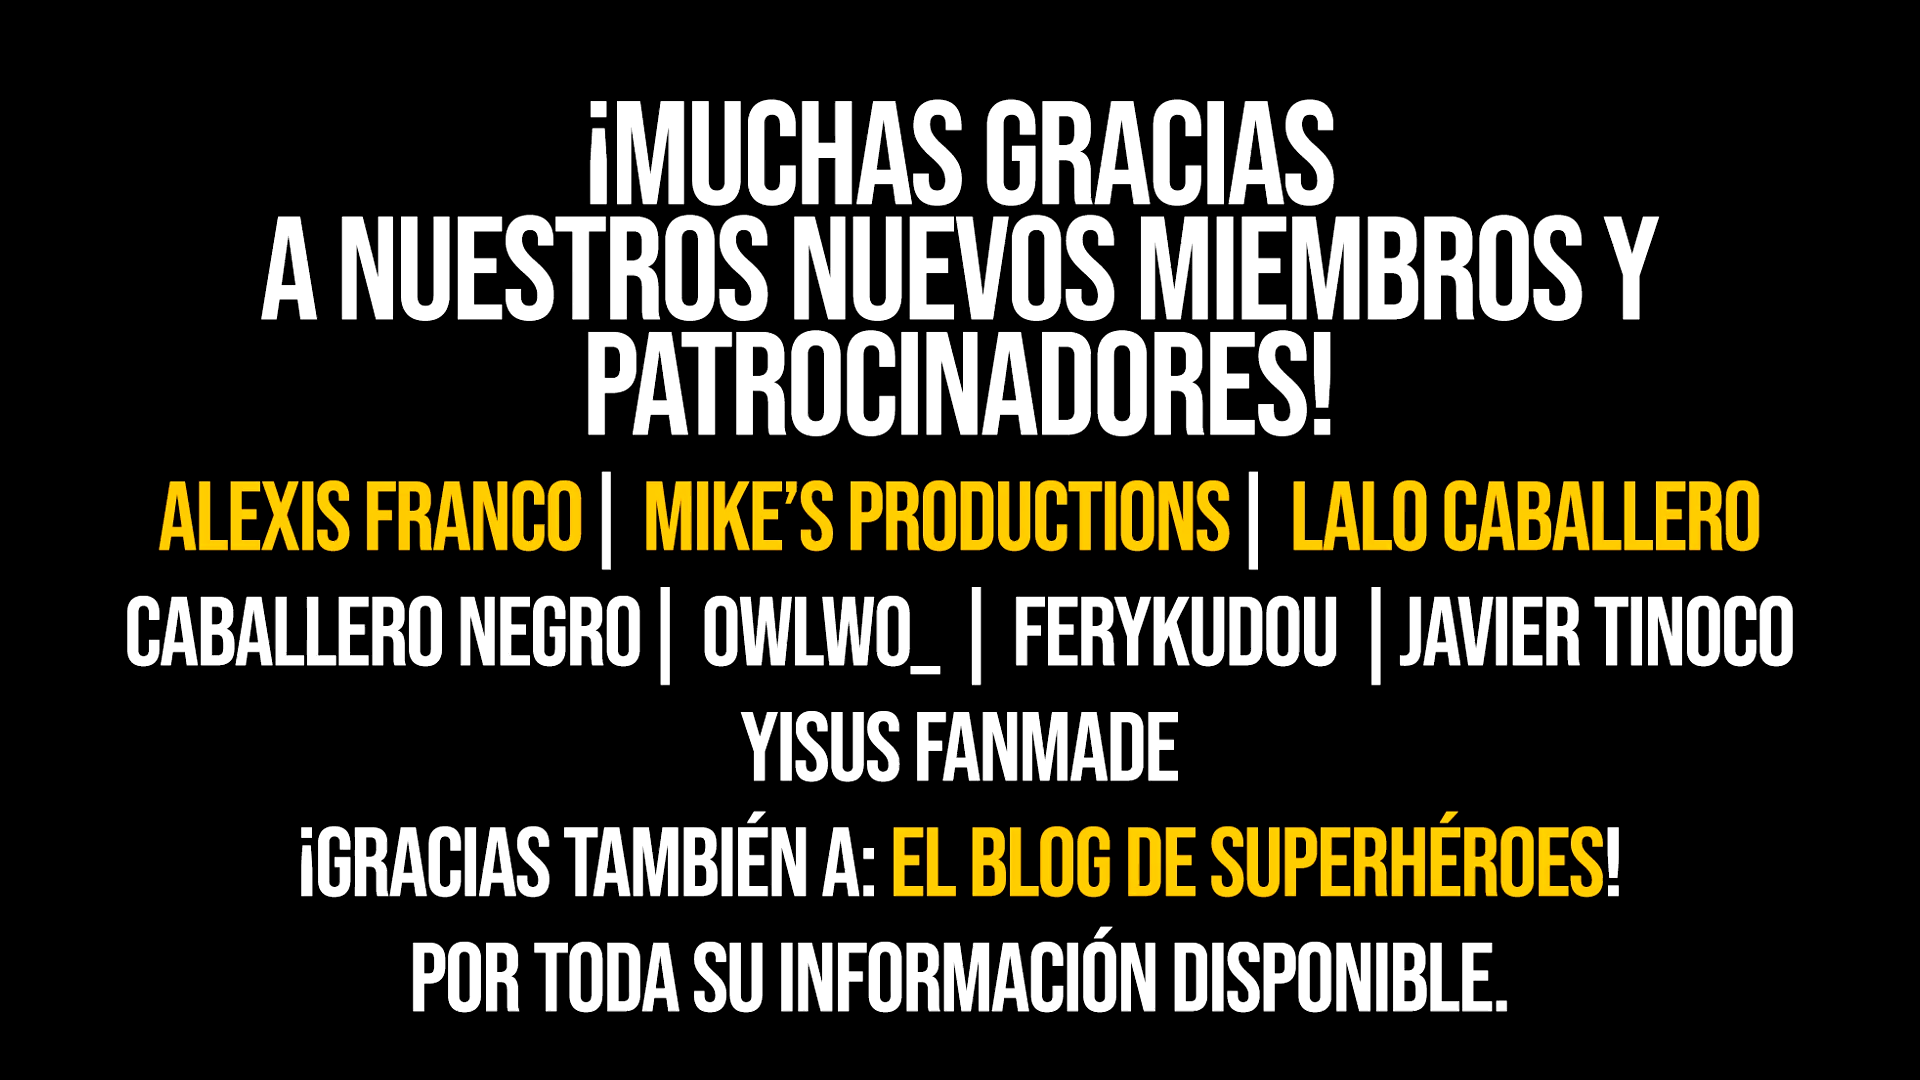 ¡MUCHAS GRACIAS
A NUESTROS NUEVOS MIEMBROS Y
PATROCINADORES!
ALEXIS FRANCO | MIKE’S PRODUCTIONS | LALO CABALLERO
CABALLERO NEGRO | OWLWO_ | FERYKUDOU | JAVIER TINOCO
YISUS FANMADE
¡GRACIAS TAMBIÉN A: EL BLOG DE SUPERHÉROES!
POR TODA SU INFORMACIÓN DISPONIBLE.